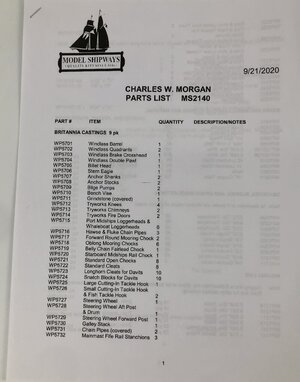 MODEL SHIPWAYS
QUALITY KITS SINCE 1946
9/21/2020
CHARLES W. MORGAN
PARTS LIST MS2140
PART # ITEM QUANTITY DESCRIPTION/NOTES
BRITANNIA CASTINGS 9 pk
WP5701 Windlass Barrel 1
WP5702 Windlass Quadrants 2
WP5703 Windlass Brake Crosshead 1
WP5704 Windlass Double Pawl 1
WP5705 Billet Head 1
WP5706 Stern Eagle 1
WP5707 Anchor Shanks 2
WP5708 Anchor Stocks 2
WP5709 Bilge Pumps 2
WP5710 Bench Vise 1
WP5711 Grindstone (covered) 1
WP5712 Tryworks Knees 4
WP5713 Tryworks Chimneys 2
WP5714 Tryworks Fire Doors 2
WP5715 Port Midships Loggerheads &
Whaleboat Loggerheads 8
WP5716 Hawse & Fluke Chain Pipes 3
WP5717 Forward Round Mooring Chock 2
WP5718 Oblong Mooring Chocks 6
WP5719 Belly Chain Fairlead Chock 1
WP5720 Starboard Midships Rail Chock 1
WP5721 Standard Open Chocks 8
WP5722 Standard Cleats 8
WP5723 Longhorn Cleats for Davits 10
WP5724 Snatch Blocks for Davits 10
WP5725 Large Cutting-In Tackle Hook 1
WP5726 Small Cutting-In Tackle Hook
& Fish Tackle Hook 2
WP5727 Steering Wheel 1
WP5728 Steering Wheel Aft Post
& Drum 1
WP5729 Steering Wheel Forward Post 1
WP5730 Galley Stack 1
WP5731 Chain Pipes (covered) 2
WP5732 Mainmast Fife Rail Stanchions 3
1